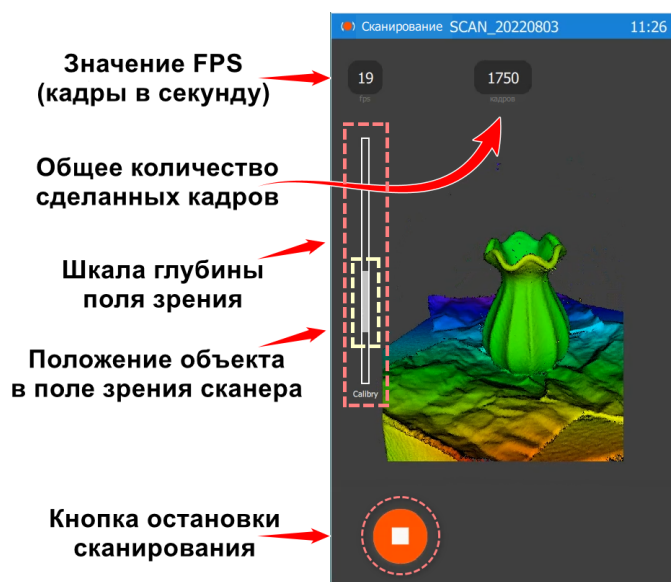 Сканирование SCAN_20220803 11:26
Значение FPS
(кадры в секунду)
19
fps
1750
кадров
Общее количество
сделанных кадров
Шкала глубины
поля зрения
Положение объекта
в поле зрения сканера
Calibry
Кнопка остановки
сканирования